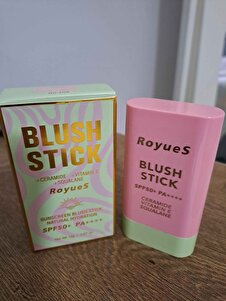 BLUSH
STICK
+CERAMIDE +VITAMIN E
+SQUALANE
RoyueS
SUNSCREEN BLUSH STICK
NATURAL HYDRATION
SPF50+ PA++++
RoyueS
BLUSH
STICK
SPF50+ PA++++
CERAMIDE
VITAMIN E
SQUALANE